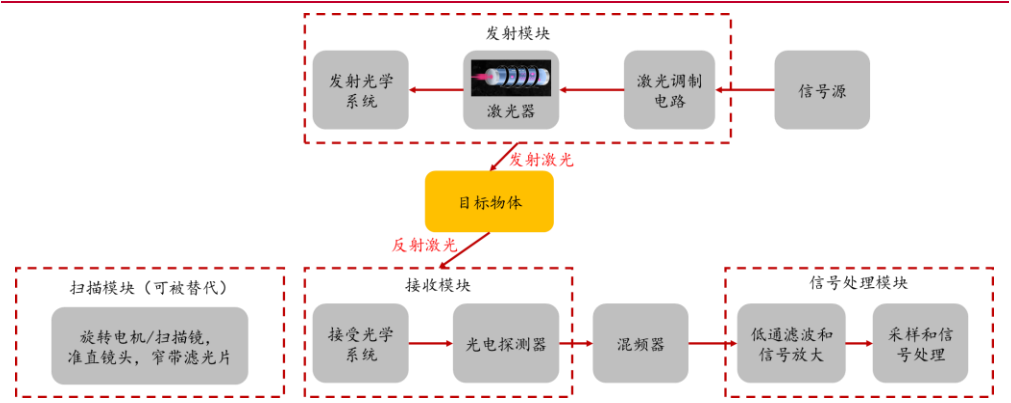 发射模块
发射光学
系统
激光器
激光调制
电路
信号源
发射激光
目标物体
反射激光
扫描模块（可被替代）
旋转电机/扫描镜，
准直镜头，窄带滤光片
接收模块
接受光学
系统
光电探测器
混频器
信号处理模块
低通滤波和
信号放大
采样和信
号处理